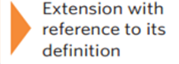 Extension with
reference to its
definition